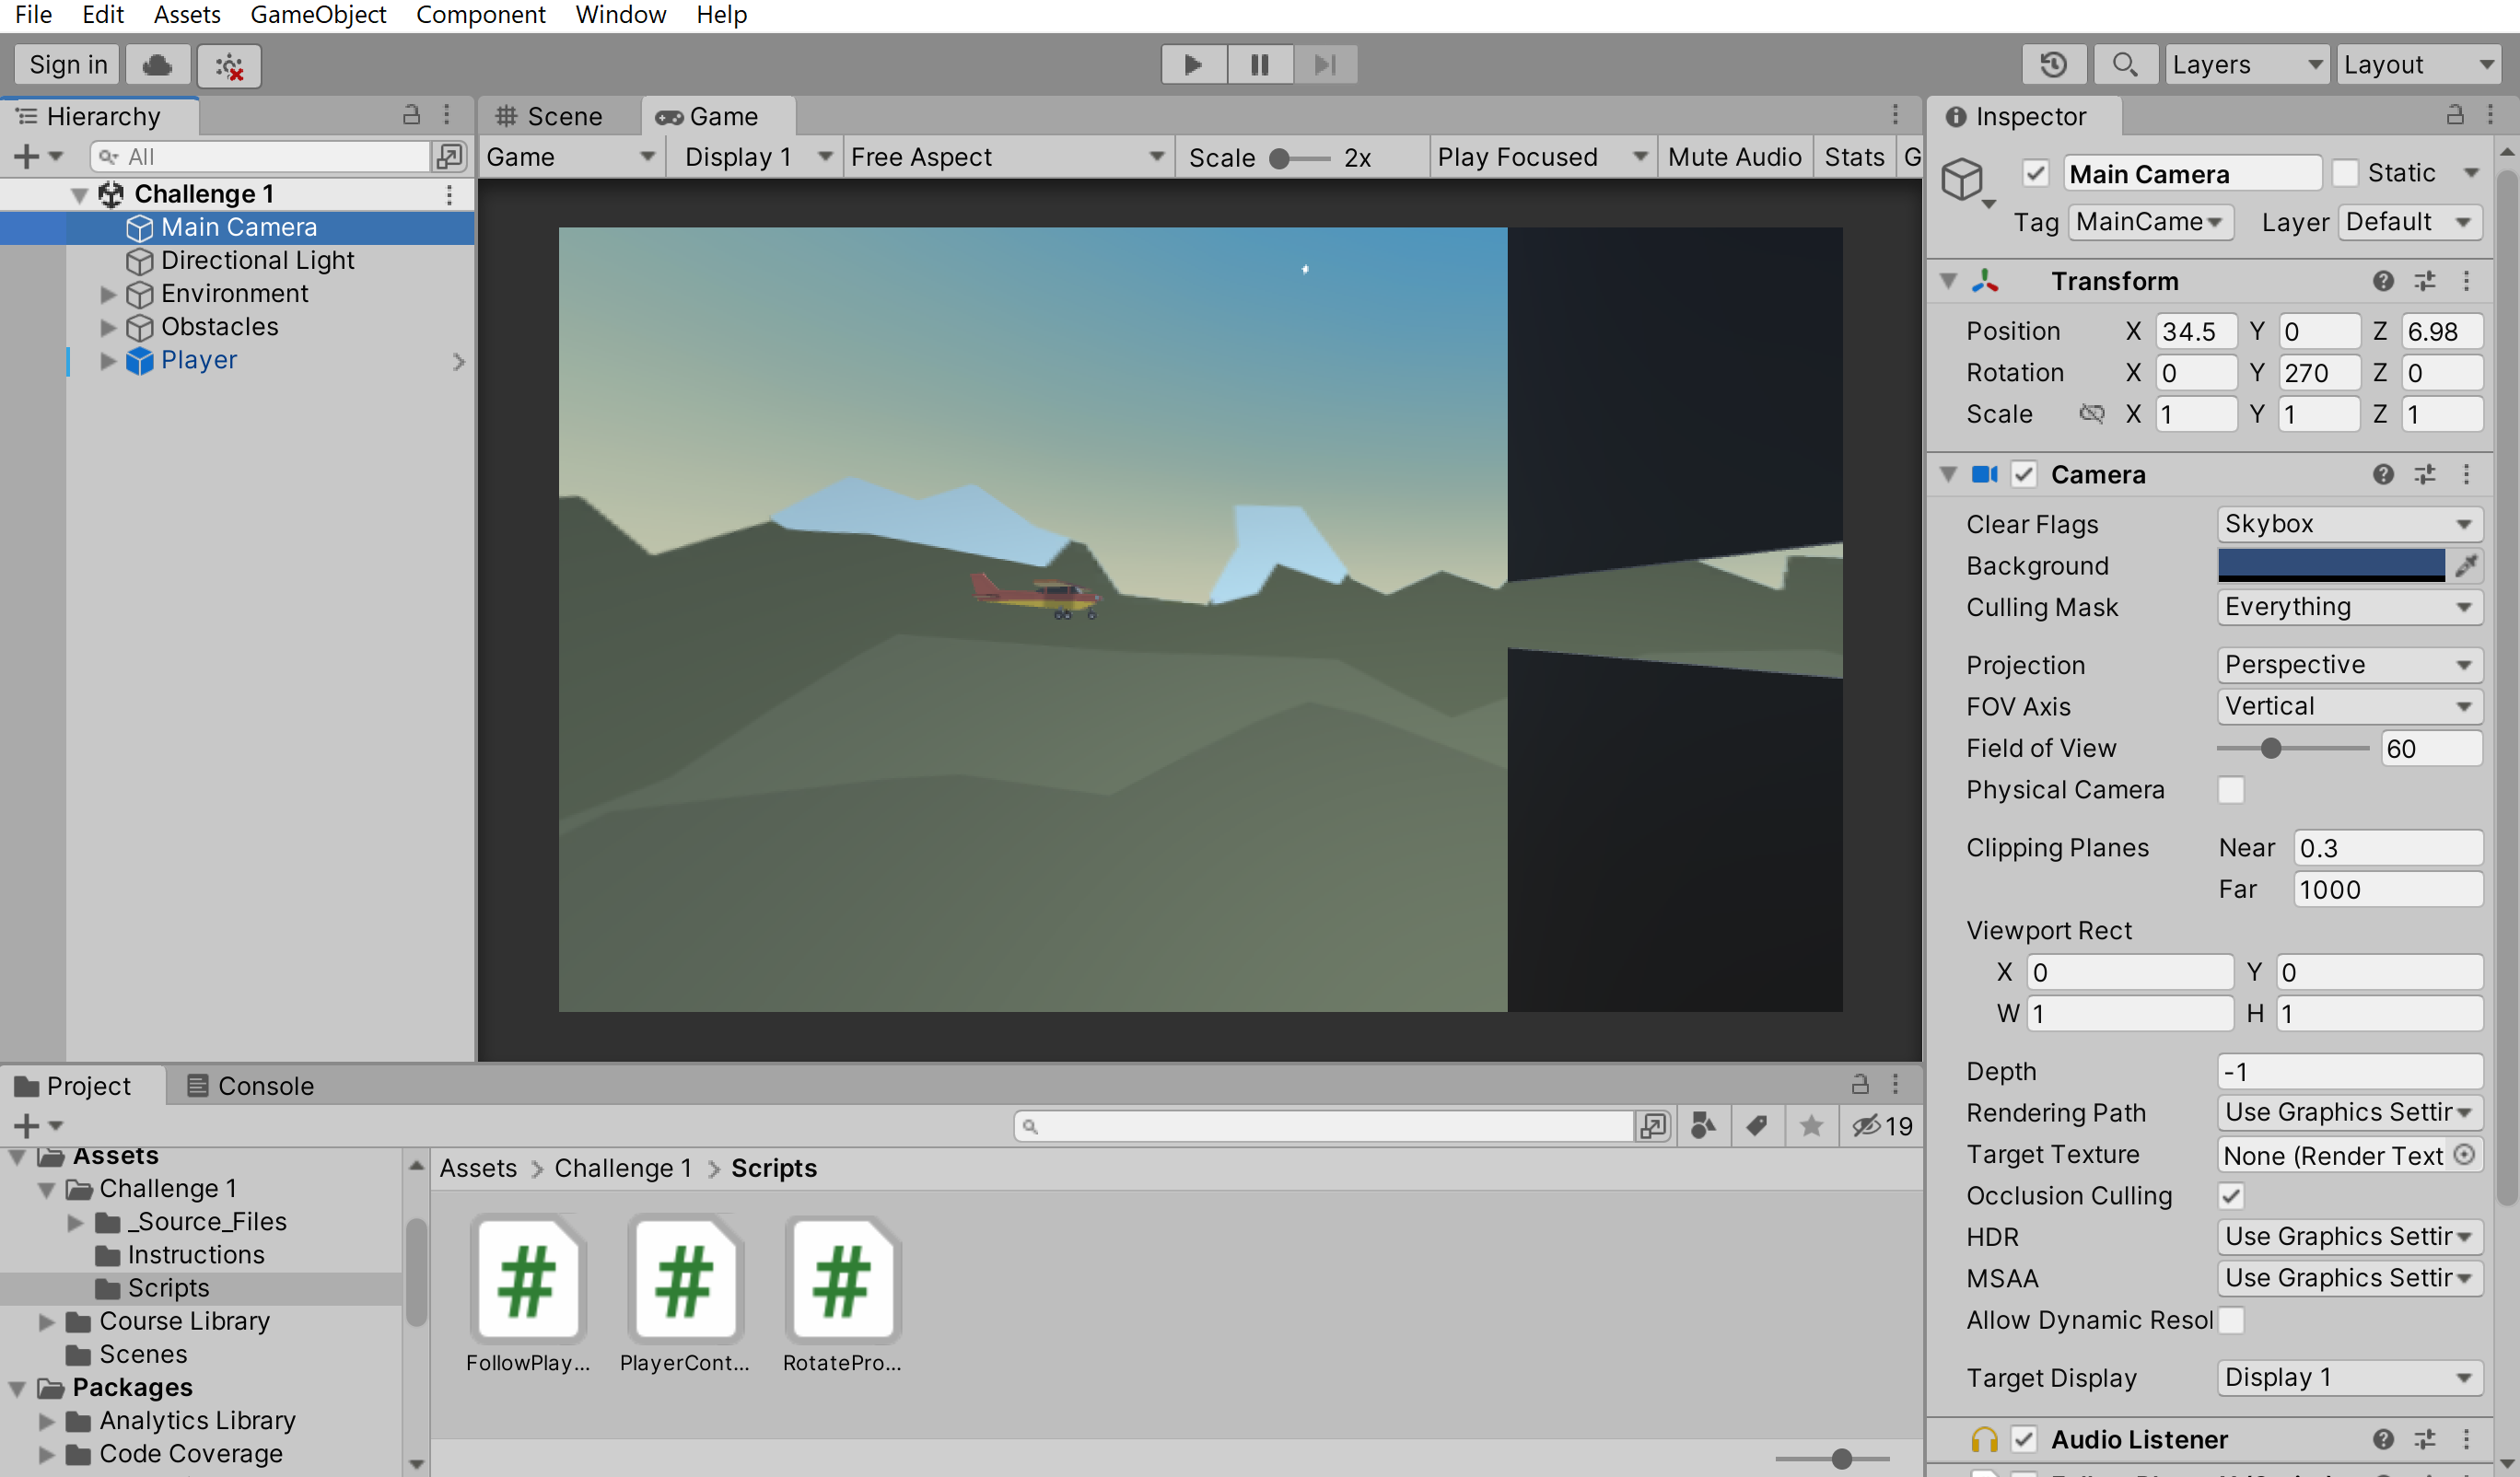 File Edit Assets GameObject Component Window Help
Sign in
Layers
Layout
Hierarchy
All
Challenge 1
Main Camera
Directional Light
Environment
Obstacles
Player
Scene Game
Game Display 1 Free Aspect Scale 2x Play Focused Mute Audio Stats G
Inspector
Main Camera Static
Tag MainCame Layer Default
Transform
Position X 34.5 Y 0 Z 6.98
Rotation X 0 Y 270 Z 0
Scale X 1 Y 1 Z 1
Camera
Clear Flags Skybox
Background
Culling Mask Everything
Projection Perspective
FOV Axis Vertical
Field of View 60
Physical Camera
Clipping Planes Near 0.3
Far 1000
Viewport Rect
X 0 Y 0
W 1 H 1
Depth -1
Rendering Path Use Graphics Settir
Target Texture None (Render Text
Occlusion Culling
HDR Use Graphics Settir
MSAA Use Graphics Settir
Allow Dynamic Resol
Target Display Display 1
Audio Listener
Project Console
19
Assets
Challenge 1
_Source_Files
Instructions
Scripts
Course Library
Scenes
Packages
Analytics Library
Code Coverage
Assets > Challenge 1 > Scripts
# # #
FollowPlay... PlayerCont... RotatePro...